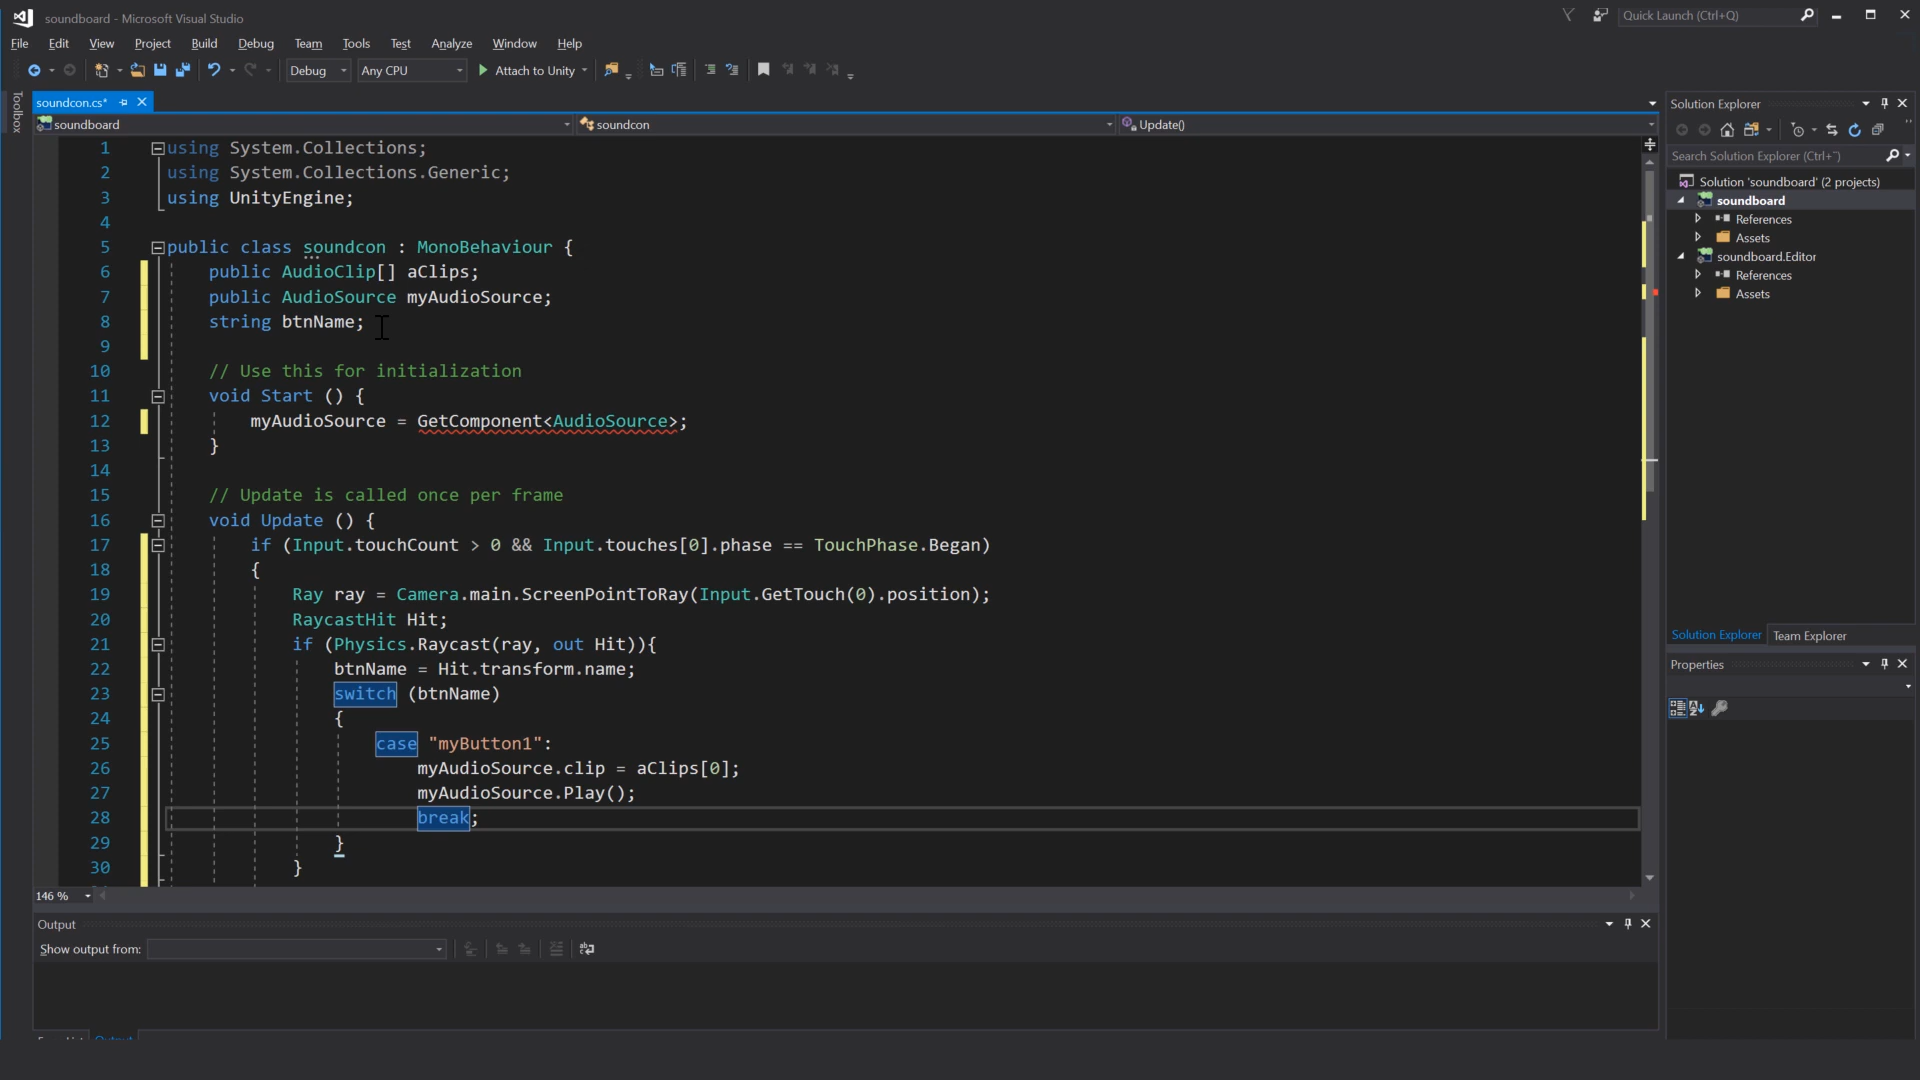 soundboard - Microsoft Visual Studio
Quick Launch (Ctrl+Q)
File Edit View Project Build Debug Team Tools Test Analyze Window Help
Debug Any CPU Attach to Unity
Toolbox
soundcon.cs*
soundboard soundcon Update()
1 using System.Collections;
2 using System.Collections.Generic;
3 using UnityEngine;
4
5 public class soundcon : MonoBehaviour {
6 public AudioClip[] aClips;
7 public AudioSource myAudioSource;
8 string btnName;
9
10 // Use this for initialization
11 void Start () {
12 myAudioSource = GetComponent<AudioSource>;
13 }
14
15 // Update is called once per frame
16 void Update () {
17 if (Input.touchCount > 0 && Input.touches[0].phase == TouchPhase.Began)
18 {
19 Ray ray = Camera.main.ScreenPointToRay(Input.GetTouch(0).position);
20 RaycastHit Hit;
21 if (Physics.Raycast(ray, out Hit)){
22 btnName = Hit.transform.name;
23 switch (btnName)
24 {
25 case "myButton1":
26 myAudioSource.clip = aClips[0];
27 myAudioSource.Play();
28 break;
29 }
30 }
146 %
Output
Show output from:
Output
Solution Explorer
Search Solution Explorer (Ctrl+¨)
Solution 'soundboard' (2 projects)
soundboard
References
Assets
soundboard.Editor
References
Assets
Solution Explorer Team Explorer
Properties